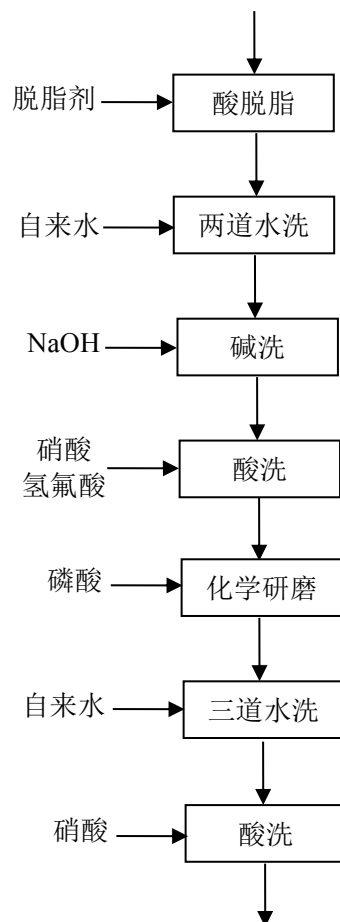 脱脂剂
酸脱脂
自来水
两道水洗
NaOH
碱洗
硝酸
氢氟酸
酸洗
磷酸
化学研磨
自来水
三道水洗
硝酸
酸洗